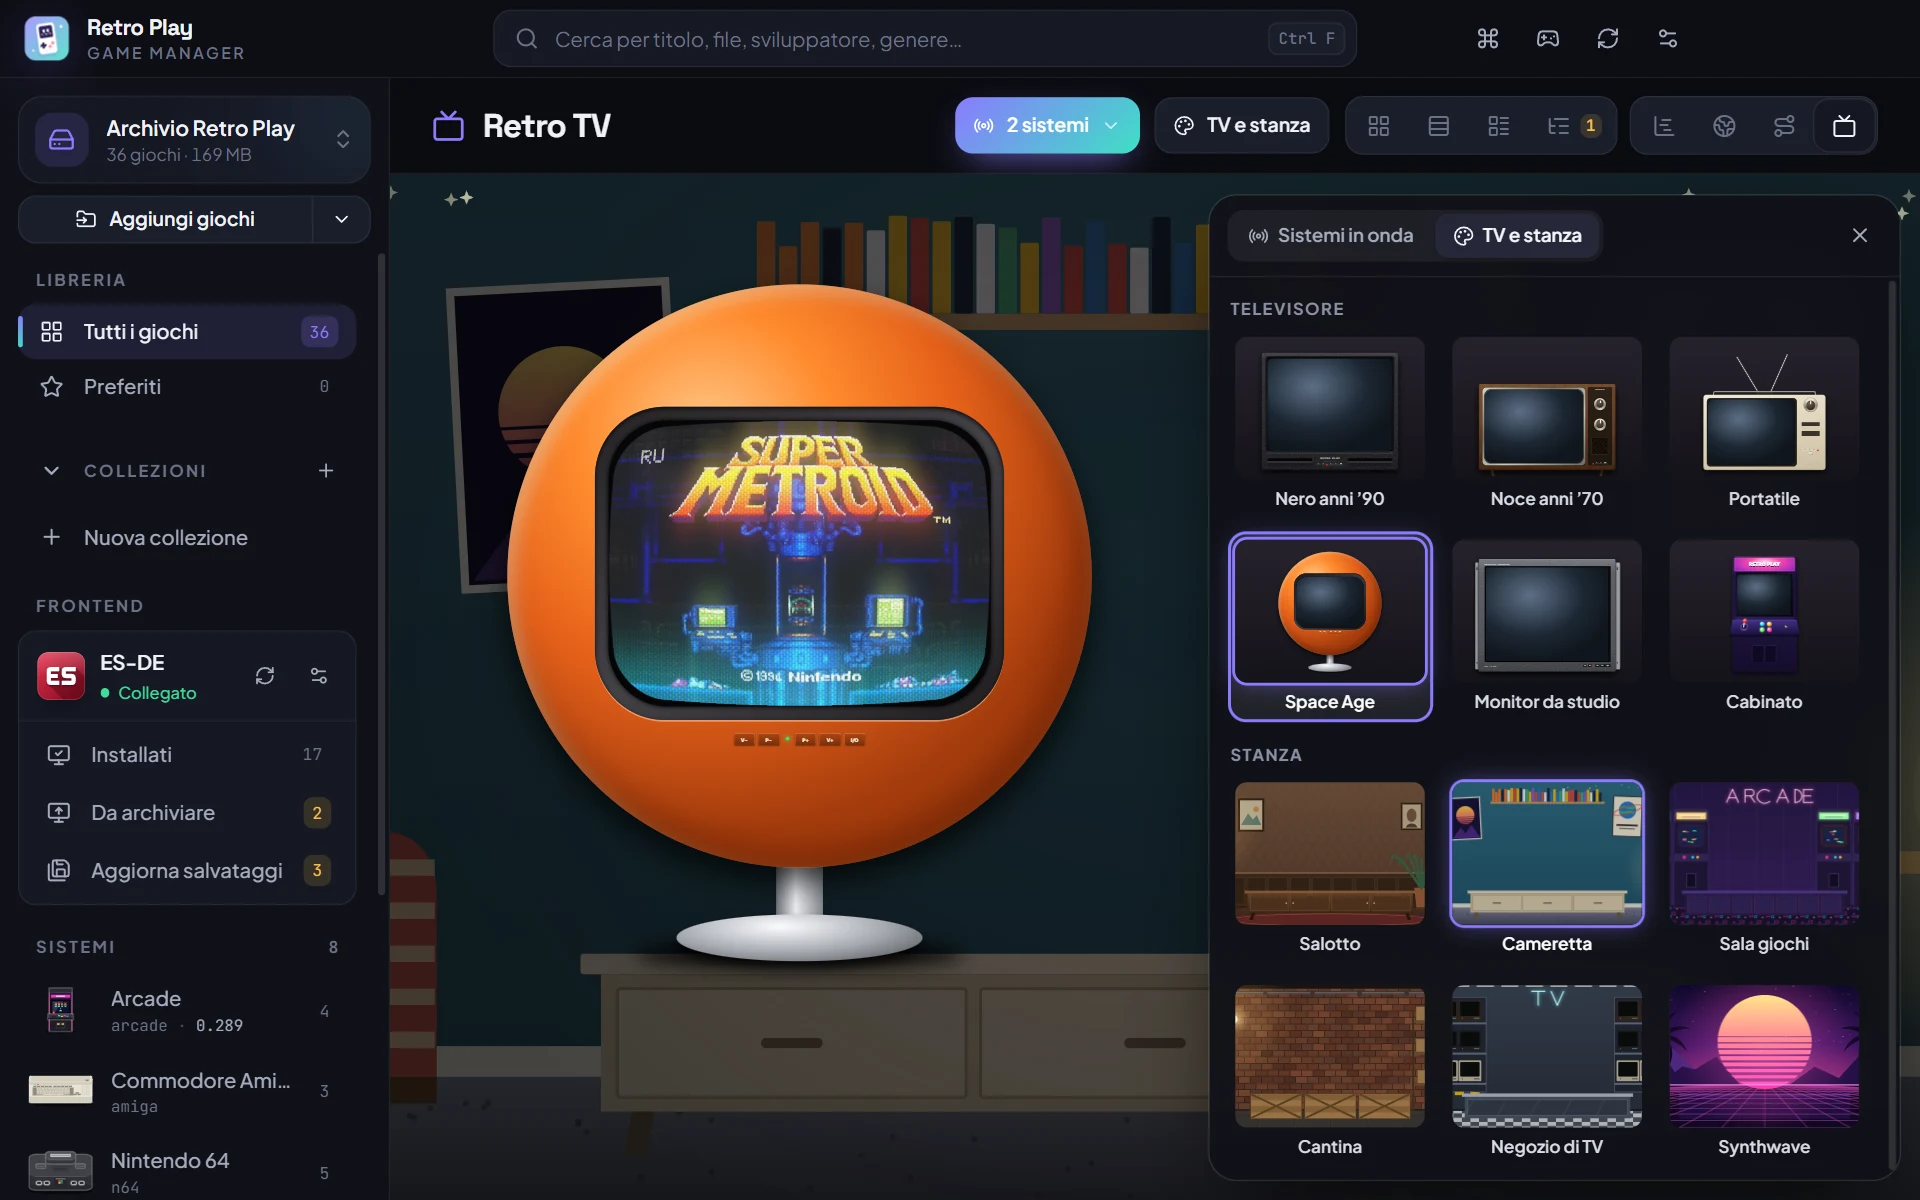 Retro Play
GAME MANAGER
Cerca per titolo, file, sviluppatore, genere…
Ctrl F
Archivio Retro Play
36 giochi · 169 MB
Aggiungi giochi
LIBRERIA
Tutti i giochi
36
Preferiti
0
COLLEZIONI
Nuova collezione
FRONTEND
ES
ES-DE
Collegato
Installati
17
Da archiviare
2
Aggiorna salvataggi
3
SISTEMI
8
Arcade
arcade · 0.289
4
Commodore Ami…
amiga
3
Nintendo 64
n64
5
Retro TV
2 sistemi
TV e stanza
1
RU
SUPER
METROID
TM
Nintendo
V-
P-
P+
V+
Sistemi in onda
TV e stanza
TELEVISORE
Nero anni ’90
Noce anni ’70
Portatile
Space Age
Monitor da studio
RETRO PLAY
Cabinato
STANZA
Salotto
Cameretta
ARCADE
Sala giochi
Cantina
TV
Negozio di TV
Synthwave